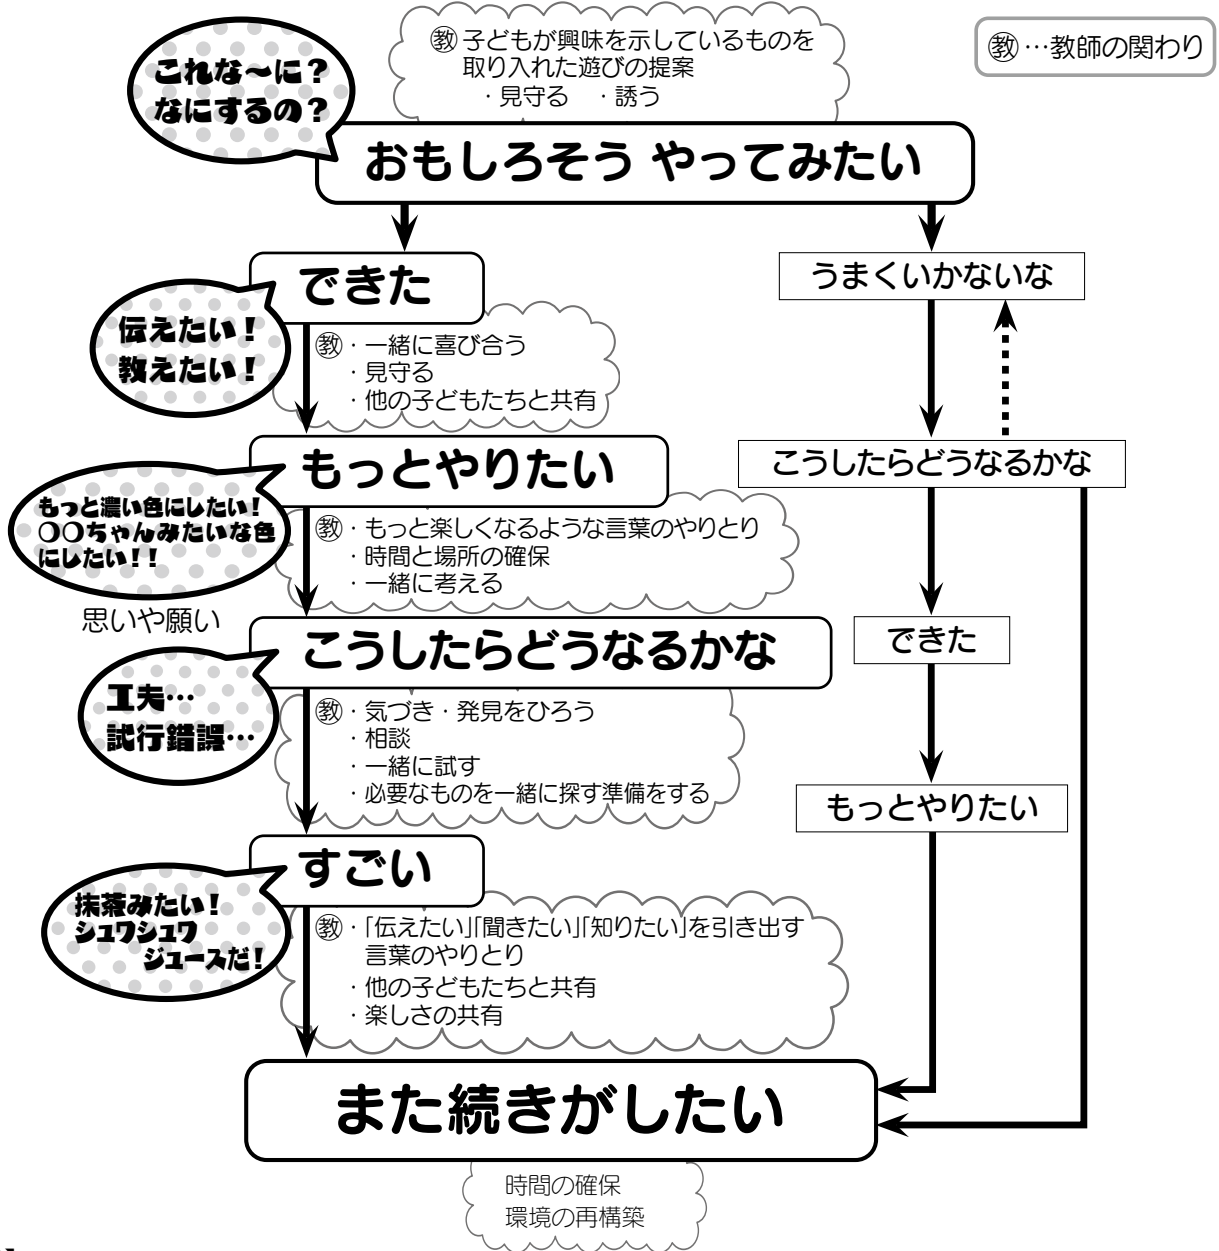 ㋖…教師の関わり
これな～に？
なにするの？
教 子どもが興味を示しているものを
取り入れた遊びの提案
・見守る　・誘う
おもしろそう やってみたい
できた
伝えたい！
教えたい！
教・一緒に喜び合う
・見守る
・他の子どもたちと共有
もっとやりたい
もっと濃い色にしたい！
〇〇ちゃんみたいな色
にしたい！！
思いや願い
教・もっと楽しくなるような言葉のやりとり
・時間と場所の確保
・一緒に考える
こうしたらどうなるかな
工夫…
試行錯誤…
教・気づき・発見をひろう
・相談
・一緒に試す
・必要なものを一緒に探す準備をする
すごい
抹茶みたい！
シュワシュワ
ジュースだ！
教・「伝えたい」「聞きたい」「知りたい」を引き出す
言葉のやりとり
・他の子どもたちと共有
・楽しさの共有
うまくいかないな
こうしたらどうなるかな
できた
もっとやりたい
また続きがしたい
時間の確保
環境の再構築